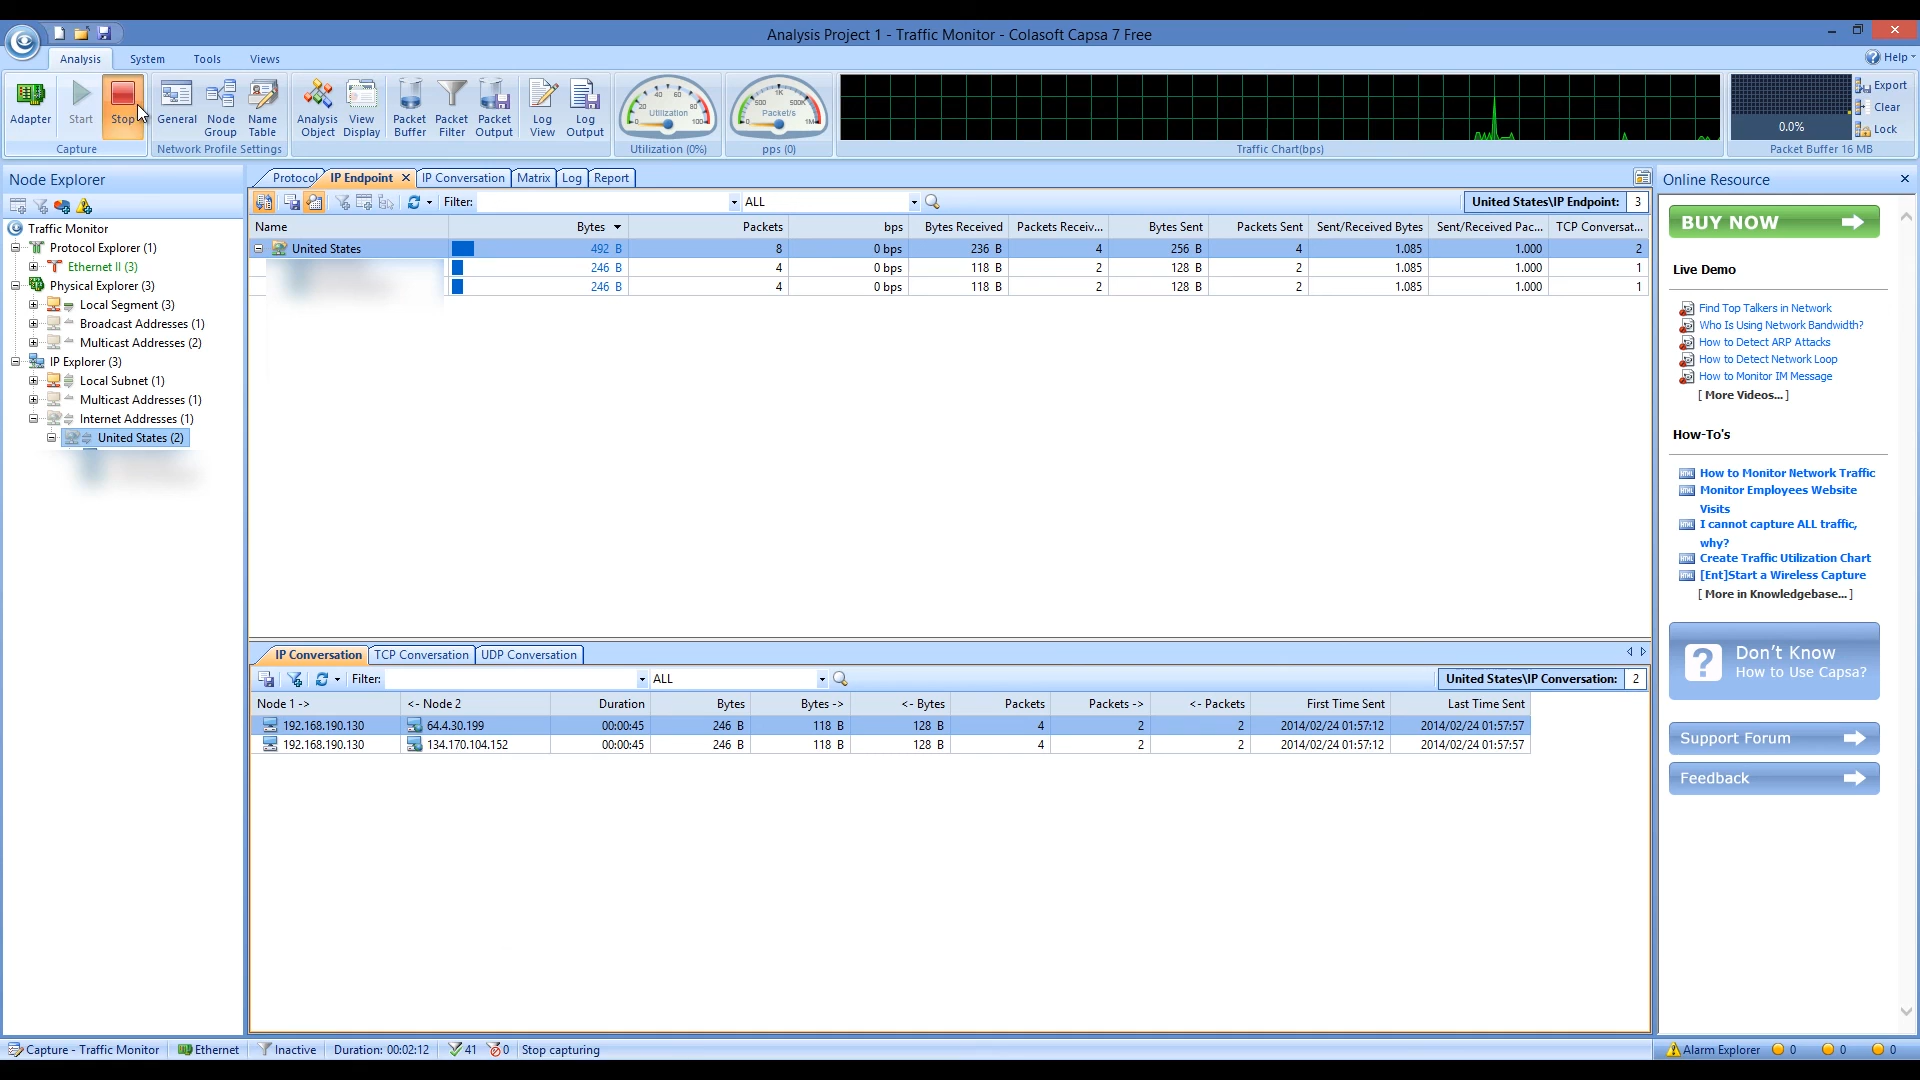 Analysis Project 1 - Traffic Monitor - Colasoft Capsa 7 Free
Analysis System Tools Views Help
Adapter Start Stop General Node Group Name Table Analysis Object View Display Packet Buffer Packet Filter Packet Output Log View Log Output
Capture Network Profile Settings
0 20 40 60 80 100 Utilization
Utilization (0%)
0 500 1K 500K 1M Packet/s
pps (0)
Traffic Chart(bps)
0.0%
Packet Buffer 16 MB
Export
Clear
Lock
Node Explorer
Traffic Monitor
Protocol Explorer (1)
Ethernet II (3)
Physical Explorer (3)
Local Segment (3)
Broadcast Addresses (1)
Multicast Addresses (2)
IP Explorer (3)
Local Subnet (1)
Multicast Addresses (1)
Internet Addresses (1)
United States (2)
Protocol IP Endpoint IP Conversation Matrix Log Report
Filter: ALL United States\IP Endpoint: 3
Name Bytes Packets bps Bytes Received Packets Receiv... Bytes Sent Packets Sent Sent/Received Bytes Sent/Received Pac... TCP Conversat...
United States 492 B 8 0 bps 236 B 4 256 B 4 1.085 1.000 2
246 B 4 0 bps 118 B 2 128 B 2 1.085 1.000 1
246 B 4 0 bps 118 B 2 128 B 2 1.085 1.000 1
IP Conversation TCP Conversation UDP Conversation
Filter: ALL United States\IP Conversation: 2
Node 1 -> <- Node 2 Duration Bytes Bytes -> <- Bytes Packets Packets -> <- Packets First Time Sent Last Time Sent
192.168.190.130 64.4.30.199 00:00:45 246 B 118 B 128 B 4 2 2 2014/02/24 01:57:12 2014/02/24 01:57:57
192.168.190.130 134.170.104.152 00:00:45 246 B 118 B 128 B 4 2 2 2014/02/24 01:57:12 2014/02/24 01:57:57
Online Resource
BUY NOW
Live Demo
Find Top Talkers in Network
Who Is Using Network Bandwidth?
How to Detect ARP Attacks
How to Detect Network Loop
How to Monitor IM Message
[ More Videos... ]
How-To's
How to Monitor Network Traffic
Monitor Employees Website
Visits
I cannot capture ALL traffic,
why?
Create Traffic Utilization Chart
[Ent]Start a Wireless Capture
[ More in Knowledgebase... ]
Don't Know
How to Use Capsa?
Support Forum
Feedback
Capture - Traffic Monitor Ethernet Inactive Duration: 00:02:12 41 0 Stop capturing Alarm Explorer 0 0 0